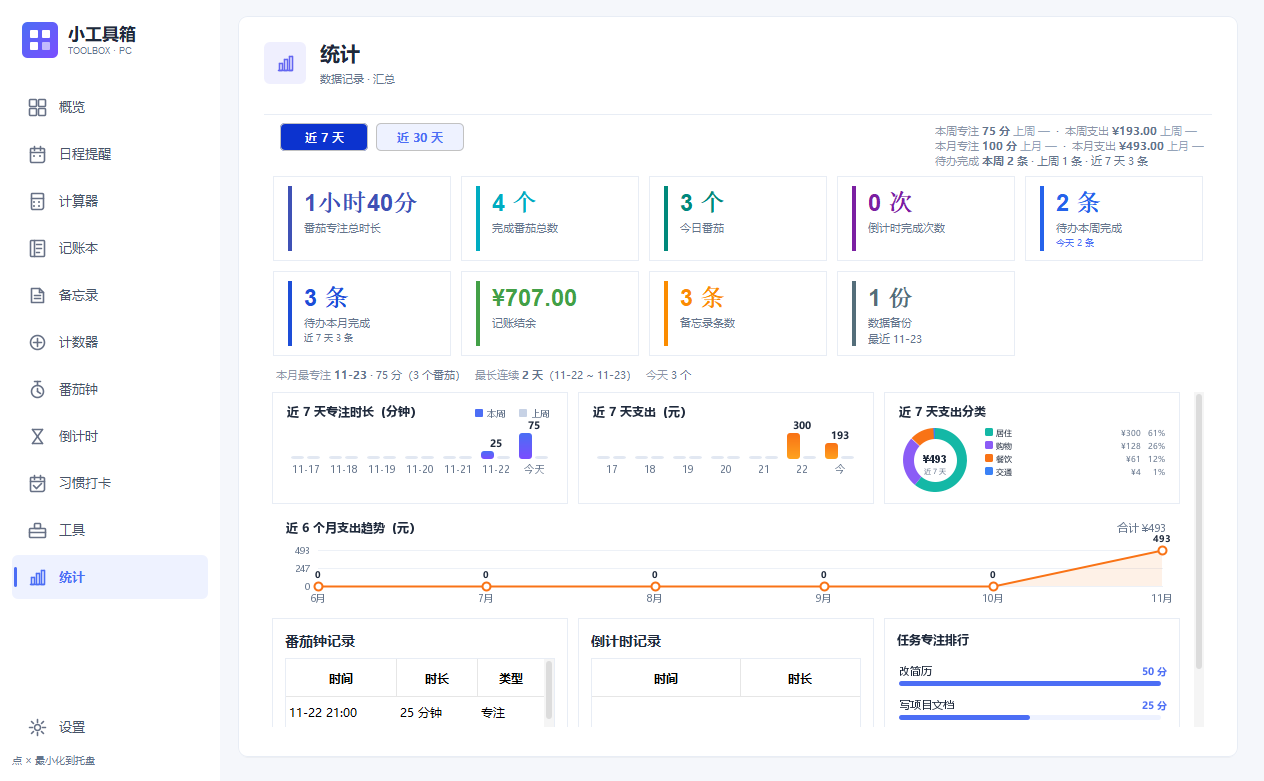 小工具箱
TOOLBOX · PC
概览
日程提醒
计算器
记账本
备忘录
计数器
番茄钟
倒计时
习惯打卡
工具
统计
设置
点 × 最小化到托盘
统计
数据记录 · 汇总
近 7 天
近 30 天
本周专注 75 分 上周 — · 本周支出 ¥193.00 上周 —
本月专注 100 分 上月 — · 本月支出 ¥493.00 上月 —
待办完成 本周 2 条 · 上周 1 条 · 近 7 天 3 条
1小时40分
番茄专注总时长
4 个
完成番茄总数
3 个
今日番茄
0 次
倒计时完成次数
2 条
待办本周完成
今天 2 条
3 条
待办本月完成
近 7 天 3 条
¥707.00
记账结余
3 条
备忘录条数
1 份
数据备份
最近 11-23
本月最专注 11-23 · 75 分（3 个番茄） 最长连续 2 天（11-22 ~ 11-23） 今天 3 个
近 7 天专注时长（分钟）
本周 上周
25 75
11-17 11-18 11-19 11-20 11-21 11-22 今天
近 7 天支出（元）
300 193
17 18 19 20 21 22 今
近 7 天支出分类
¥493
近 7 天
居住 ¥300 61%
购物 ¥128 26%
餐饮 ¥61 12%
交通 ¥4 1%
近 6 个月支出趋势（元）
合计 ¥493
493
247
0
0 0 0 0 0 493
6月 7月 8月 9月 10月 11月
番茄钟记录
时间 时长 类型
11-22 21:00 25 分钟 专注
倒计时记录
时间 时长
任务专注排行
改简历 50 分
写项目文档 25 分